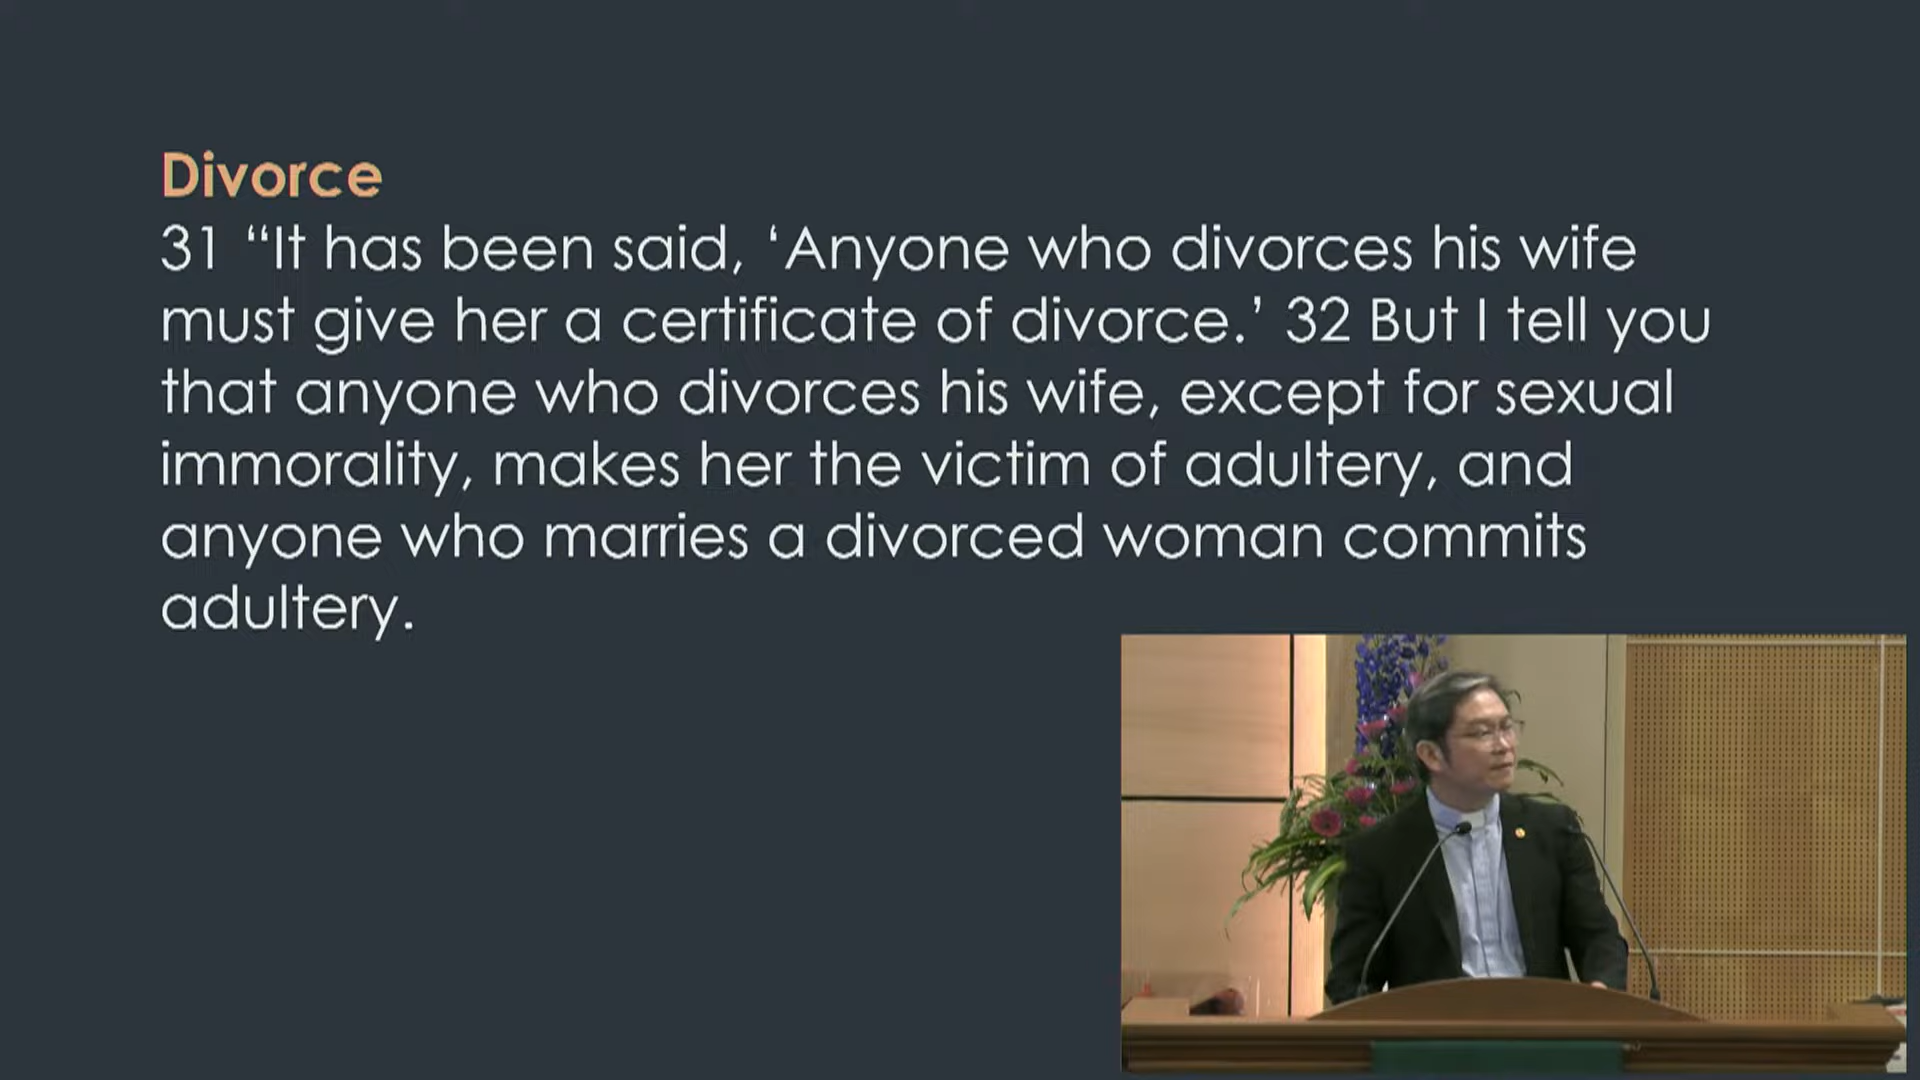 Divorce
31 “It has been said, ‘Anyone who divorces his wife
must give her a certificate of divorce.’ 32 But I tell you
that anyone who divorces his wife, except for sexual
immorality, makes her the victim of adultery, and
anyone who marries a divorced woman commits
adultery.